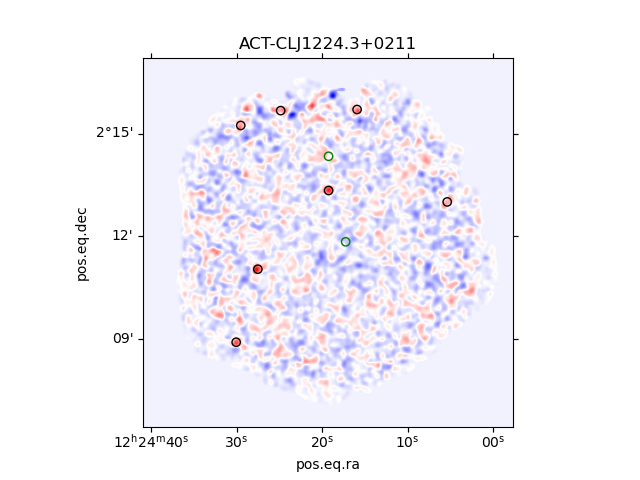 ACT-CLJ1224.3+0211
2°15'
12'
09'
pos.eq.dec
12ʰ24ᵐ40ˢ 30ˢ 20ˢ 10ˢ 00ˢ
pos.eq.ra